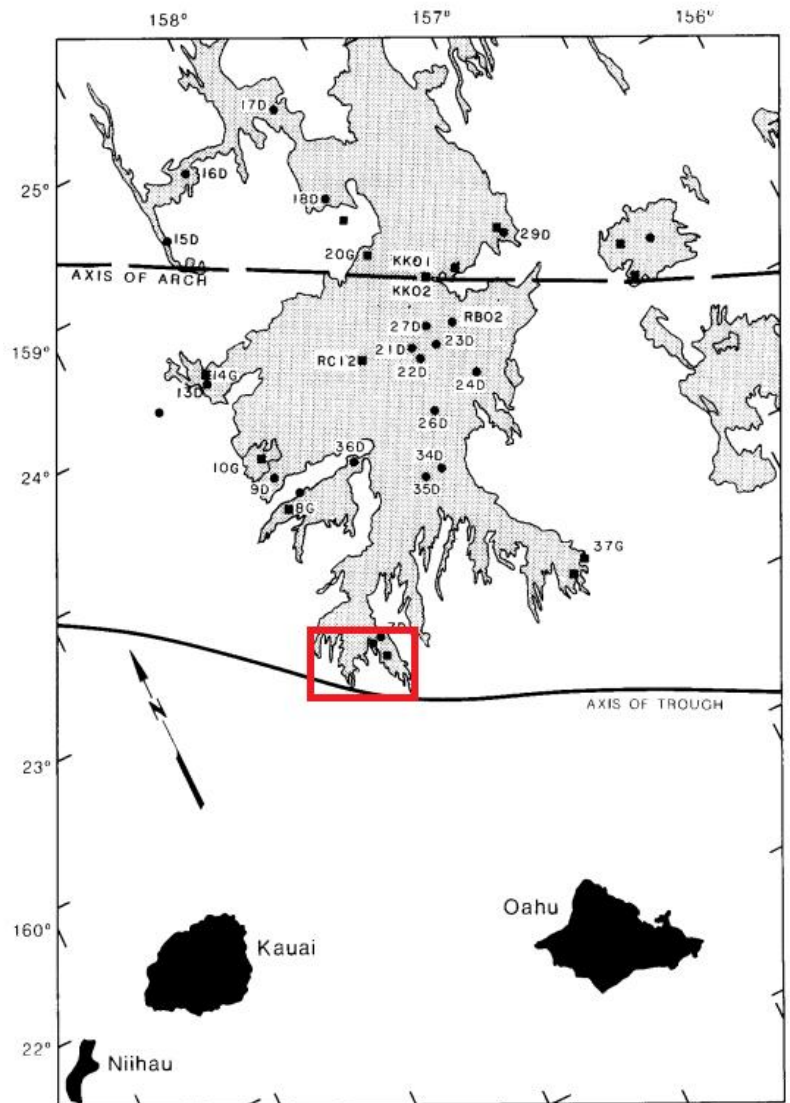 158° 157° 156°
17D
16D
25°
18D
15D
29D
20G
KK01
AXIS OF ARCH
KK02
RB02
27D
159°
21D
23D
RC12
22D
14G
24D
13D
26D
36D
34D
10G
24°
9D
35D
8G
37G
7D
AXIS OF TROUGH
N
23°
Oahu
160°
Kauai
22°
Niihau